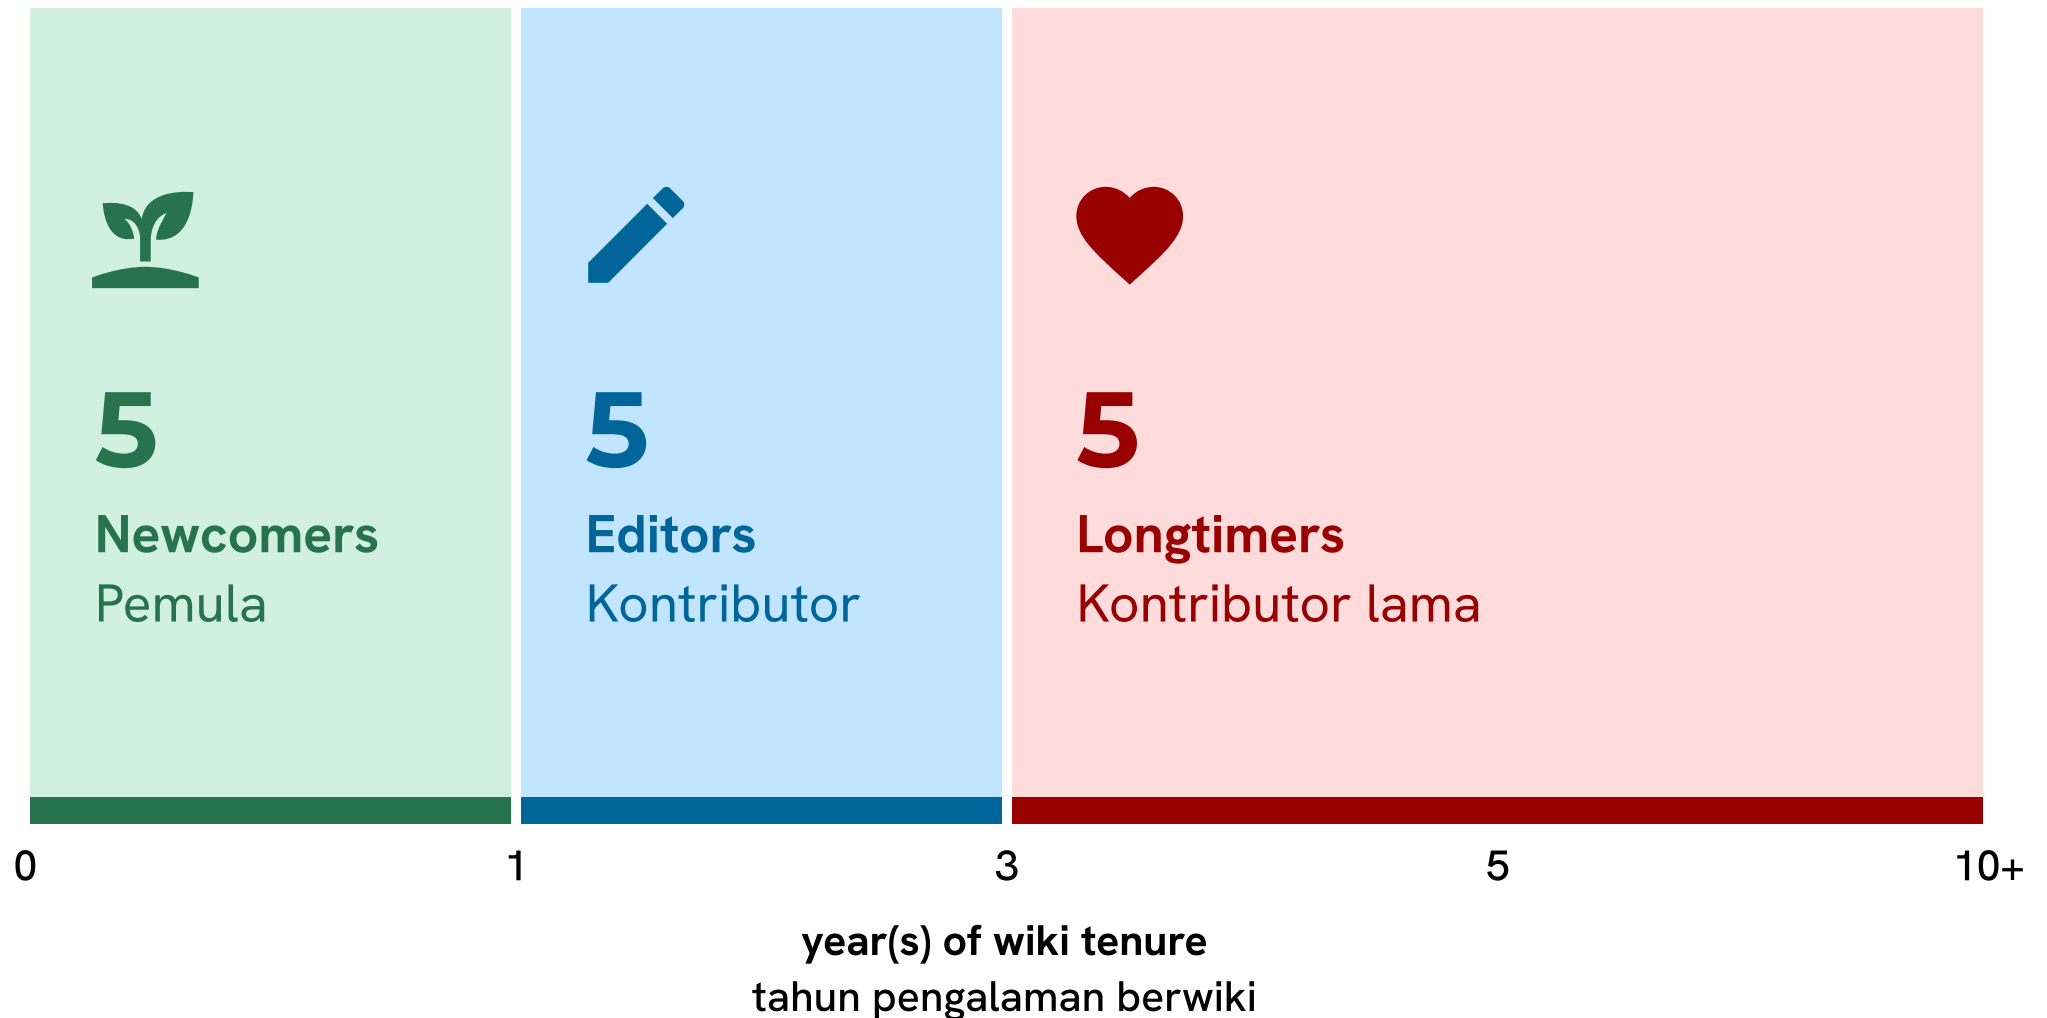 5
Newcomers
Pemula
5
Editors
Kontributor
5
Longtimers
Kontributor lama
0 1 3 5 10+
year(s) of wiki tenure
tahun pengalaman berwiki